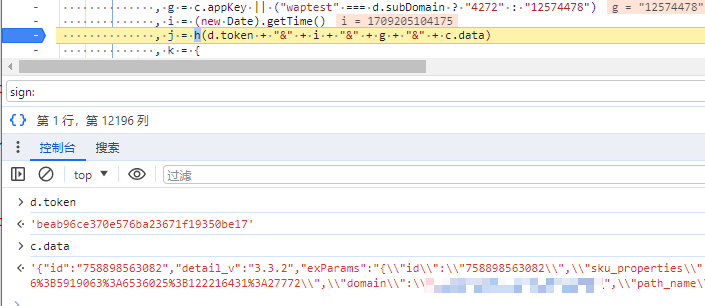 - , g = c.appKey || ("waptest" === d.subDomain ? "4272" : "12574478") g = "12574478"
- , i = (new Date).getTime() i = 1709205104175
- , j = h(d.token + "&" + i + "&" + g + "&" + c.data)
- , k = {
sign:
{} 第 1 行，第 12196 列
控制台 搜索
top 过滤
> d.token
'beab96ce370e576ba23671f19350be17'
> c.data
'{"id":"758898563082","detail_v":"3.3.2","exParams":"{\\"id\\":\\"758898563082\\",\\"sku_properties\\"
6%3B5919063%3A6536025%3B122216431%3A27772\\",\\"domain\\":\\ ,\\"path_name\